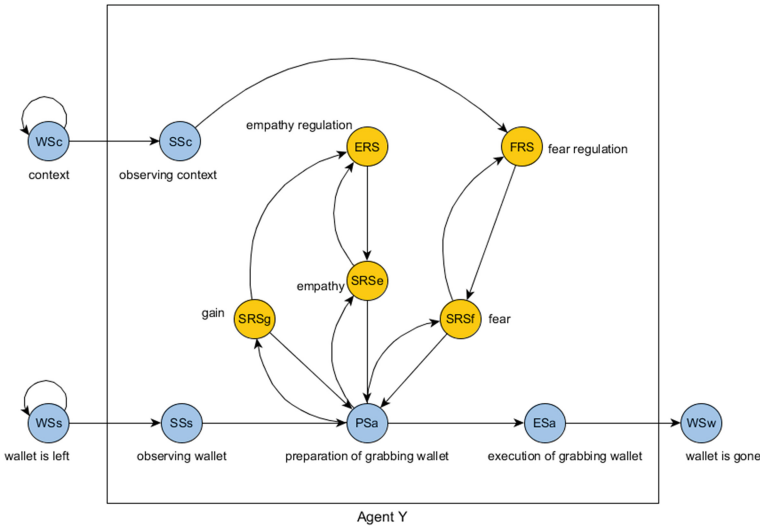 empathy regulation
WSc
SSc
ERS
FRS
fear regulation
context
observing context
SRSe
empathy
gain
SRSg
SRSf
fear
WSs
SSs
PSa
ESa
WSw
wallet is left
observing wallet
preparation of grabbing wallet
execution of grabbing wallet
wallet is gone
Agent Y